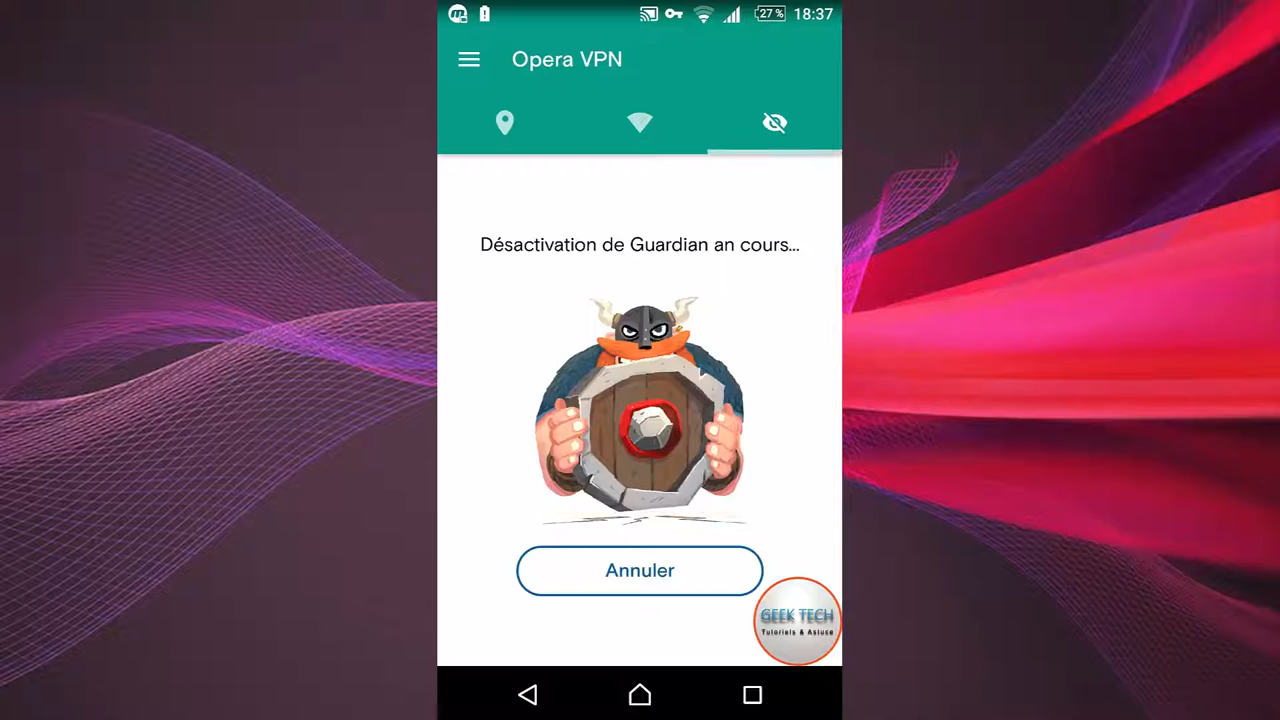 27 %
18:37
Opera VPN
Désactivation de Guardian an cours...
Annuler
GEEK TECH
Tutoriels & Astuce